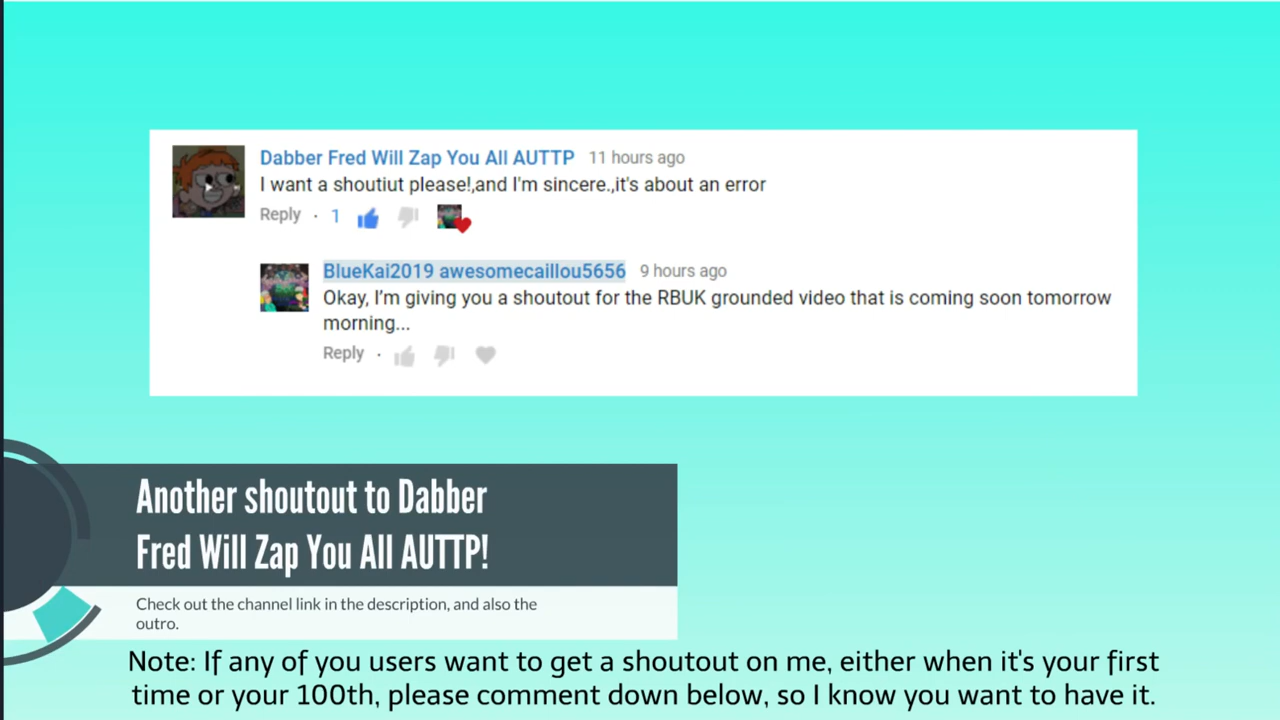 Dabber Fred Will Zap You All AUTTP 11 hours ago
I want a shoutiut please!,and I'm sincere.,it's about an error
Reply · 1
BlueKai2019 awesomecaillou5656 9 hours ago
Okay, I'm giving you a shoutout for the RBUK grounded video that is coming soon tomorrow
morning...
Reply ·
Another shoutout to Dabber
Fred Will Zap You All AUTTP!
Check out the channel link in the description, and also the
outro.
Note: If any of you users want to get a shoutout on me, either when it's your first
time or your 100th, please comment down below, so I know you want to have it.